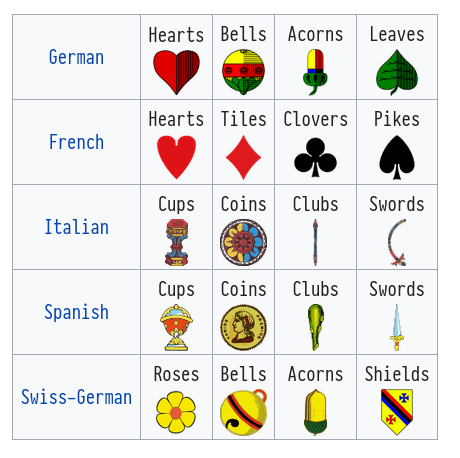 German Hearts Bells Acorns Leaves
French Hearts Tiles Clovers Pikes
Italian Cups Coins Clubs Swords
Spanish Cups Coins Clubs Swords
Swiss-German Roses Bells Acorns Shields